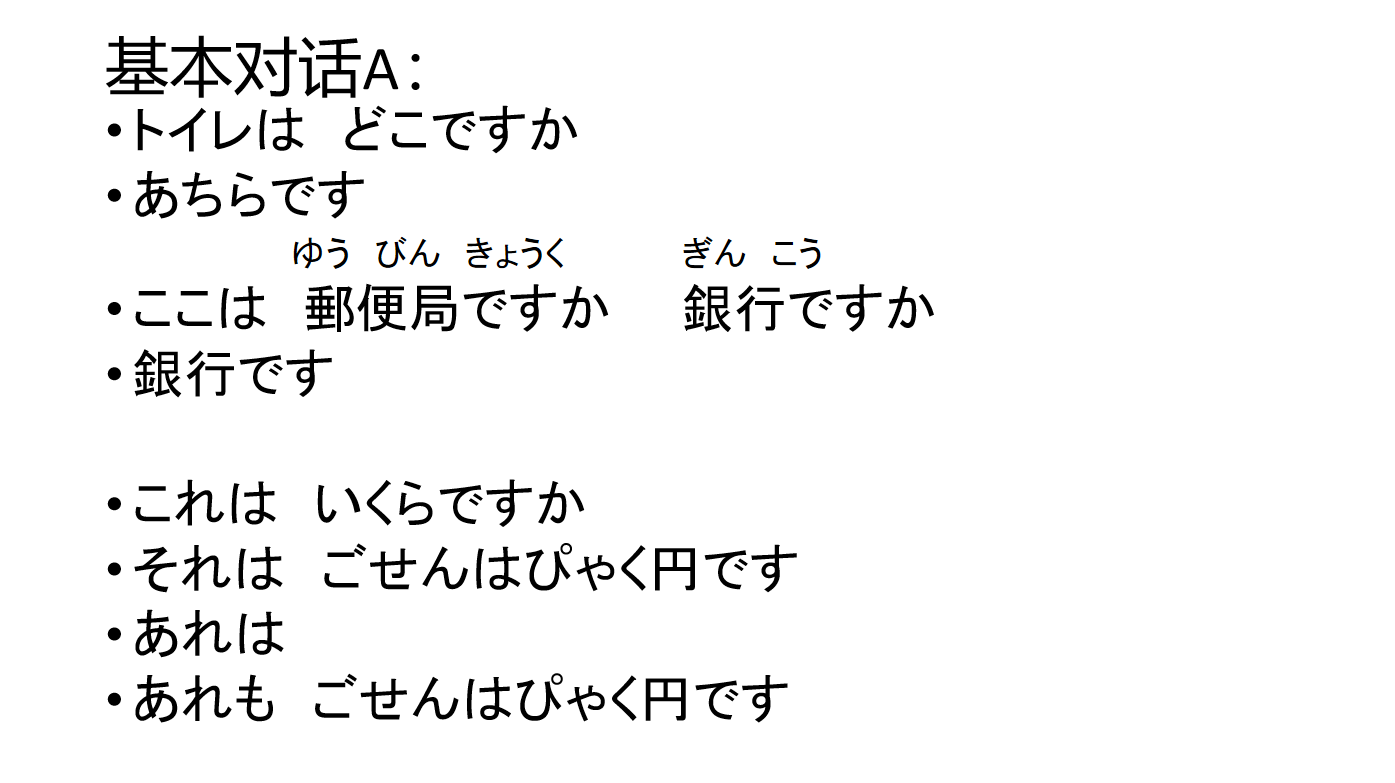 基本对话A：
•トイレは　どこですか
•あちらです
ゆう　びん　きょうく　　　ぎん　こう
•ここは　郵便局ですか　銀行ですか
•銀行です
•これは　いくらですか
•それは　ごせんはぴゃく円です
•あれは
•あれも　ごせんはぴゃく円です